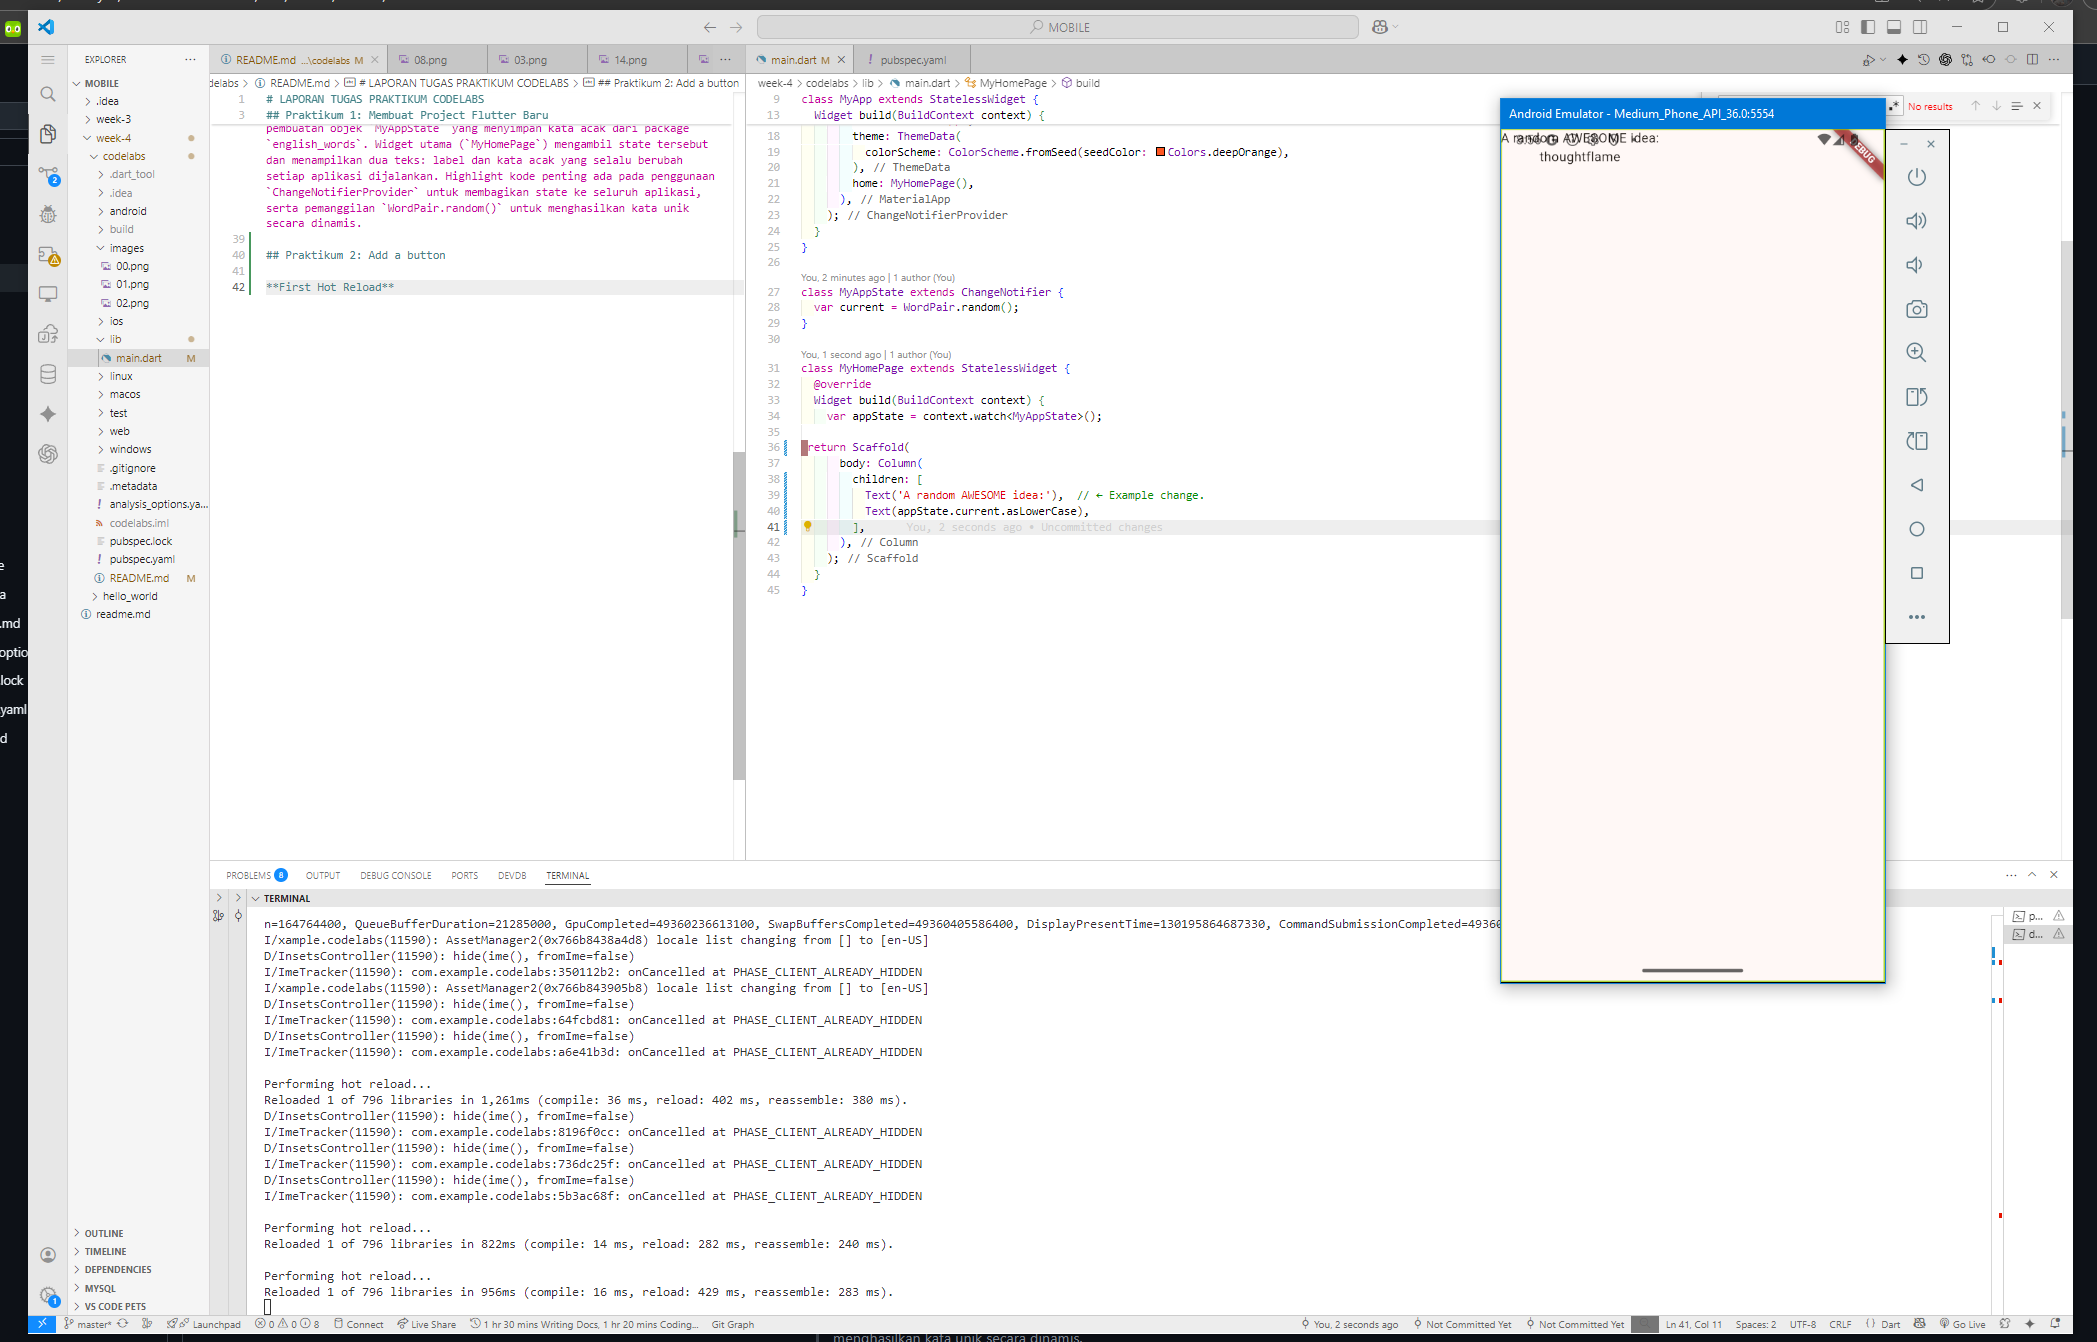 MOBILE
EXPLORER
MOBILE
.idea
week-3
week-4
codelabs
.dart_tool
.idea
android
build
images
00.png
01.png
02.png
ios
lib
main.dart M
linux
macos
test
web
windows
.gitignore
.metadata
analysis_options.ya...
codelabs.iml
pubspec.lock
pubspec.yaml
README.md M
hello_world
readme.md
OUTLINE
TIMELINE
DEPENDENCIES
MYSQL
VS CODE PETS
README.md ...\codelabs M
08.png
03.png
14.png
delabs > README.md > # LAPORAN TUGAS PRAKTIKUM CODELABS > ## Praktikum 2: Add a button
1 # LAPORAN TUGAS PRAKTIKUM CODELABS
3 ## Praktikum 1: Membuat Project Flutter Baru
pembuatan objek `MyAppState` yang menyimpan kata acak dari package
`english_words`. Widget utama (`MyHomePage`) mengambil state tersebut
dan menampilkan dua teks: label dan kata acak yang selalu berubah
setiap aplikasi dijalankan. Highlight kode penting ada pada penggunaan
`ChangeNotifierProvider` untuk membagikan state ke seluruh aplikasi,
serta pemanggilan `WordPair.random()` untuk menghasilkan kata unik
secara dinamis.
39
40 ## Praktikum 2: Add a button
41
42 **First Hot Reload**
main.dart M
pubspec.yaml
week-4 > codelabs > lib > main.dart > MyHomePage > build
9 class MyApp extends StatelessWidget {
13 Widget build(BuildContext context) {
18 theme: ThemeData(
19 colorScheme: ColorScheme.fromSeed(seedColor: Colors.deepOrange),
20 ), // ThemeData
21 home: MyHomePage(),
22 ), // MaterialApp
23 ); // ChangeNotifierProvider
24 }
25 }
26
You, 2 minutes ago | 1 author (You)
27 class MyAppState extends ChangeNotifier {
28 var current = WordPair.random();
29 }
30
You, 1 second ago | 1 author (You)
31 class MyHomePage extends StatelessWidget {
32 @override
33 Widget build(BuildContext context) {
34 var appState = context.watch<MyAppState>();
35
36 return Scaffold(
37 body: Column(
38 children: [
39 Text('A random AWESOME idea:'), // ← Example change.
40 Text(appState.current.asLowerCase),
41 ], You, 2 seconds ago • Uncommitted changes
42 ), // Column
43 ); // Scaffold
44 }
45 }
No results
Android Emulator - Medium_Phone_API_36.0:5554
A random AWESOME idea:
thoughtflame
DEBUG
PROBLEMS 8 OUTPUT DEBUG CONSOLE PORTS DEVDB TERMINAL
TERMINAL
n=164764400, QueueBufferDuration=21285000, GpuCompleted=49360236613100, SwapBuffersCompleted=49360405586400, DisplayPresentTime=130195864687330, CommandSubmissionCompleted=4936
I/xample.codelabs(11590): AssetManager2(0x766b8438a4d8) locale list changing from [] to [en-US]
D/InsetsController(11590): hide(ime(), fromIme=false)
I/ImeTracker(11590): com.example.codelabs:350112b2: onCancelled at PHASE_CLIENT_ALREADY_HIDDEN
I/xample.codelabs(11590): AssetManager2(0x766b843905b8) locale list changing from [] to [en-US]
D/InsetsController(11590): hide(ime(), fromIme=false)
I/ImeTracker(11590): com.example.codelabs:64fcbd81: onCancelled at PHASE_CLIENT_ALREADY_HIDDEN
D/InsetsController(11590): hide(ime(), fromIme=false)
I/ImeTracker(11590): com.example.codelabs:a6e41b3d: onCancelled at PHASE_CLIENT_ALREADY_HIDDEN
Performing hot reload...
Reloaded 1 of 796 libraries in 1,261ms (compile: 36 ms, reload: 402 ms, reassemble: 380 ms).
D/InsetsController(11590): hide(ime(), fromIme=false)
I/ImeTracker(11590): com.example.codelabs:8196f0cc: onCancelled at PHASE_CLIENT_ALREADY_HIDDEN
D/InsetsController(11590): hide(ime(), fromIme=false)
I/ImeTracker(11590): com.example.codelabs:736dc25f: onCancelled at PHASE_CLIENT_ALREADY_HIDDEN
D/InsetsController(11590): hide(ime(), fromIme=false)
I/ImeTracker(11590): com.example.codelabs:5b3ac68f: onCancelled at PHASE_CLIENT_ALREADY_HIDDEN
Performing hot reload...
Reloaded 1 of 796 libraries in 822ms (compile: 14 ms, reload: 282 ms, reassemble: 240 ms).
Performing hot reload...
Reloaded 1 of 796 libraries in 956ms (compile: 16 ms, reload: 429 ms, reassemble: 283 ms).
p...
d...
master* Launchpad 0 0 8 Connect Live Share 1 hr 30 mins Writing Docs, 1 hr 20 mins Coding... Git Graph
You, 2 seconds ago Not Committed Yet Not Committed Yet Ln 41, Col 11 Spaces: 2 UTF-8 CRLF { } Dart Go Live
menghasilkan kata unik secara dinamis.
e
a
.md
optio
lock
yaml
d